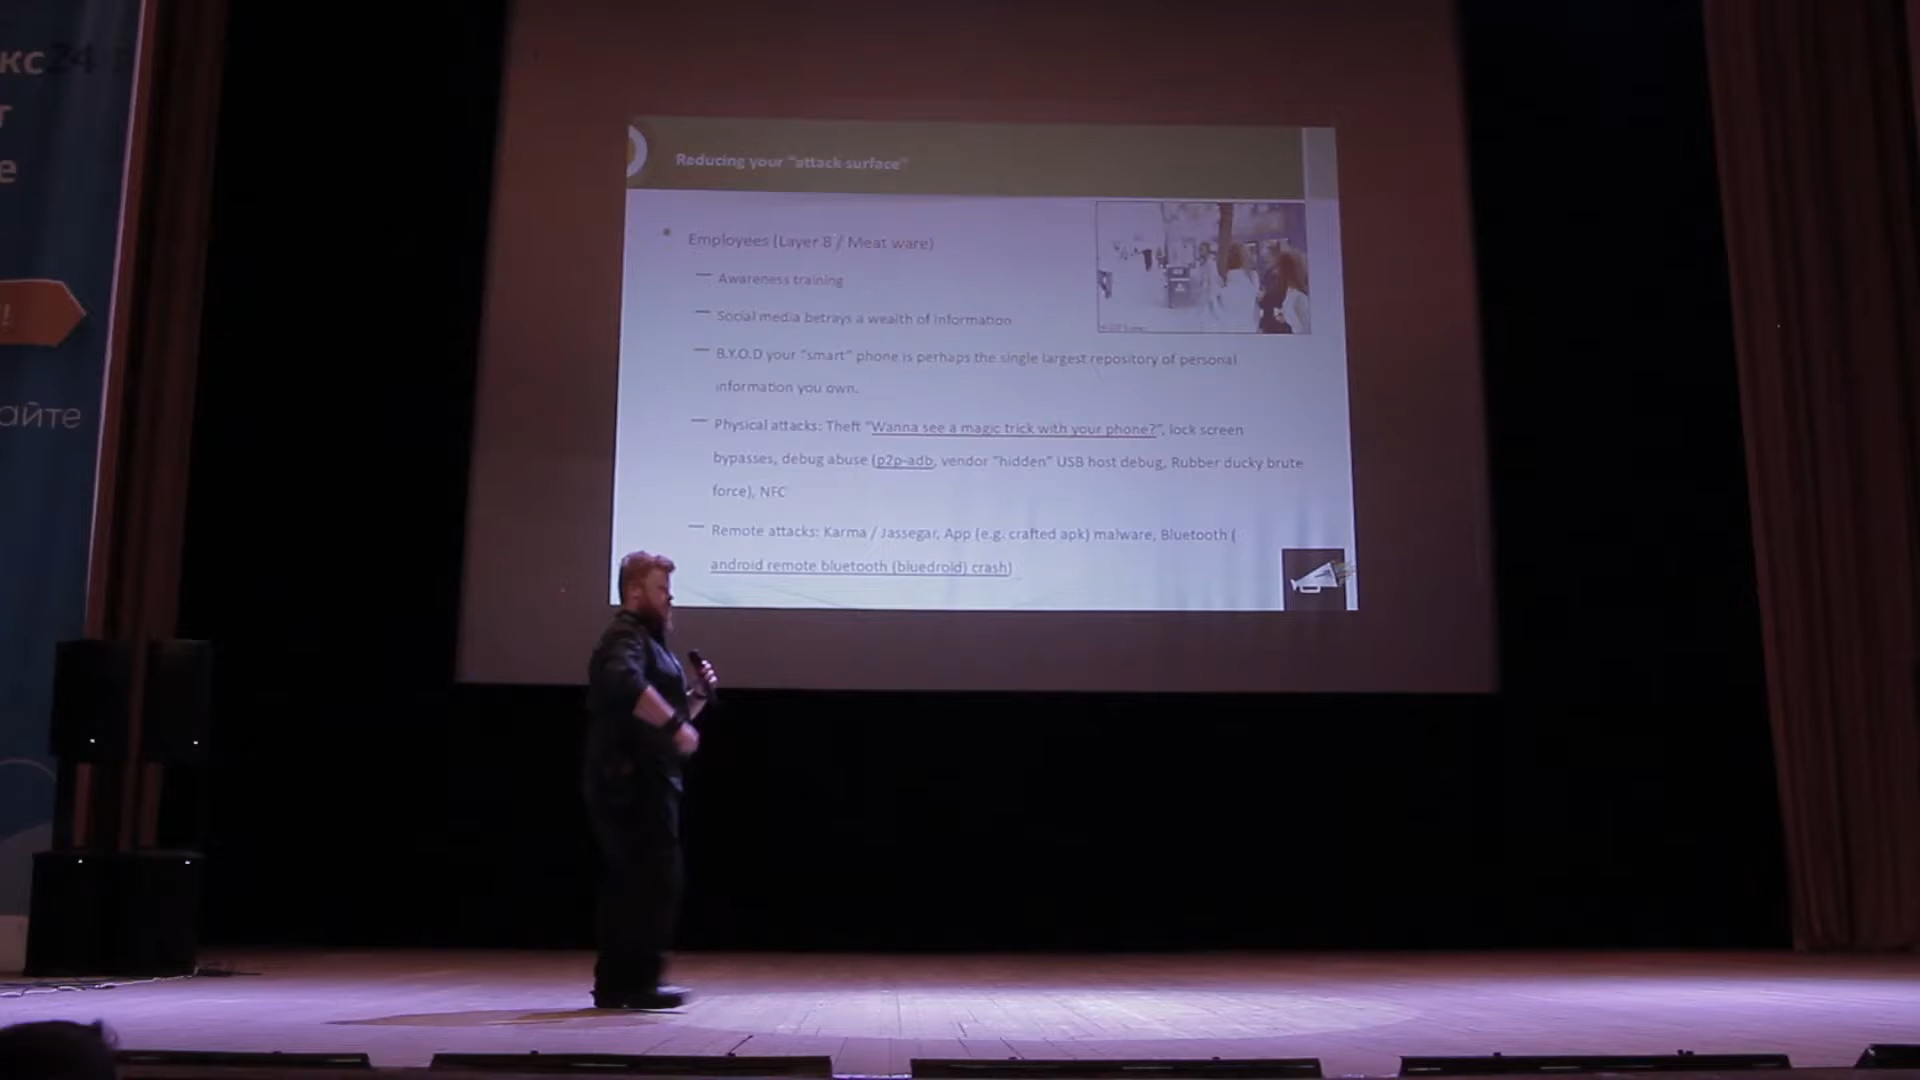 кс24
т
е
!
айте
Reducing your "attack surface"
Employees (Layer 8 / Meat ware)
— Awareness training
— Social media betrays a wealth of information
— B.Y.O.D your "smart" phone is perhaps the single largest repository of personal
information you own.
— Physical attacks: Theft "Wanna see a magic trick with your phone?", lock screen
bypasses, debug abuse (p2p-adb, vendor "hidden" USB host debug, Rubber ducky brute
force), NFC
— Remote attacks: Karma / Jassegar, App (e.g. crafted apk) malware, Bluetooth (
android remote bluetooth (bluedroid) crash)